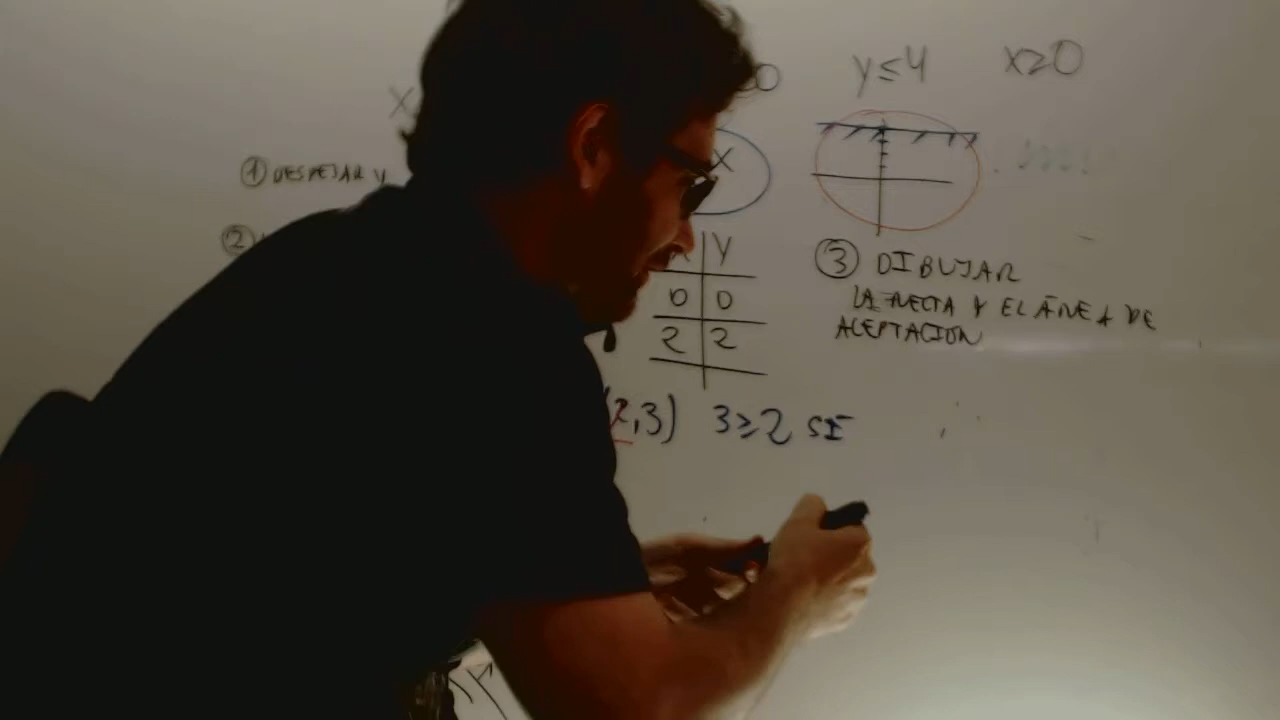 y≤4 x≥0
① DESPEJAR y
②
X
X Y
0 0
2 2
③ DIBUJAR
LA RECTA Y EL ÁREA DE
ACEPTACION
(2,3) 3≥2 SI